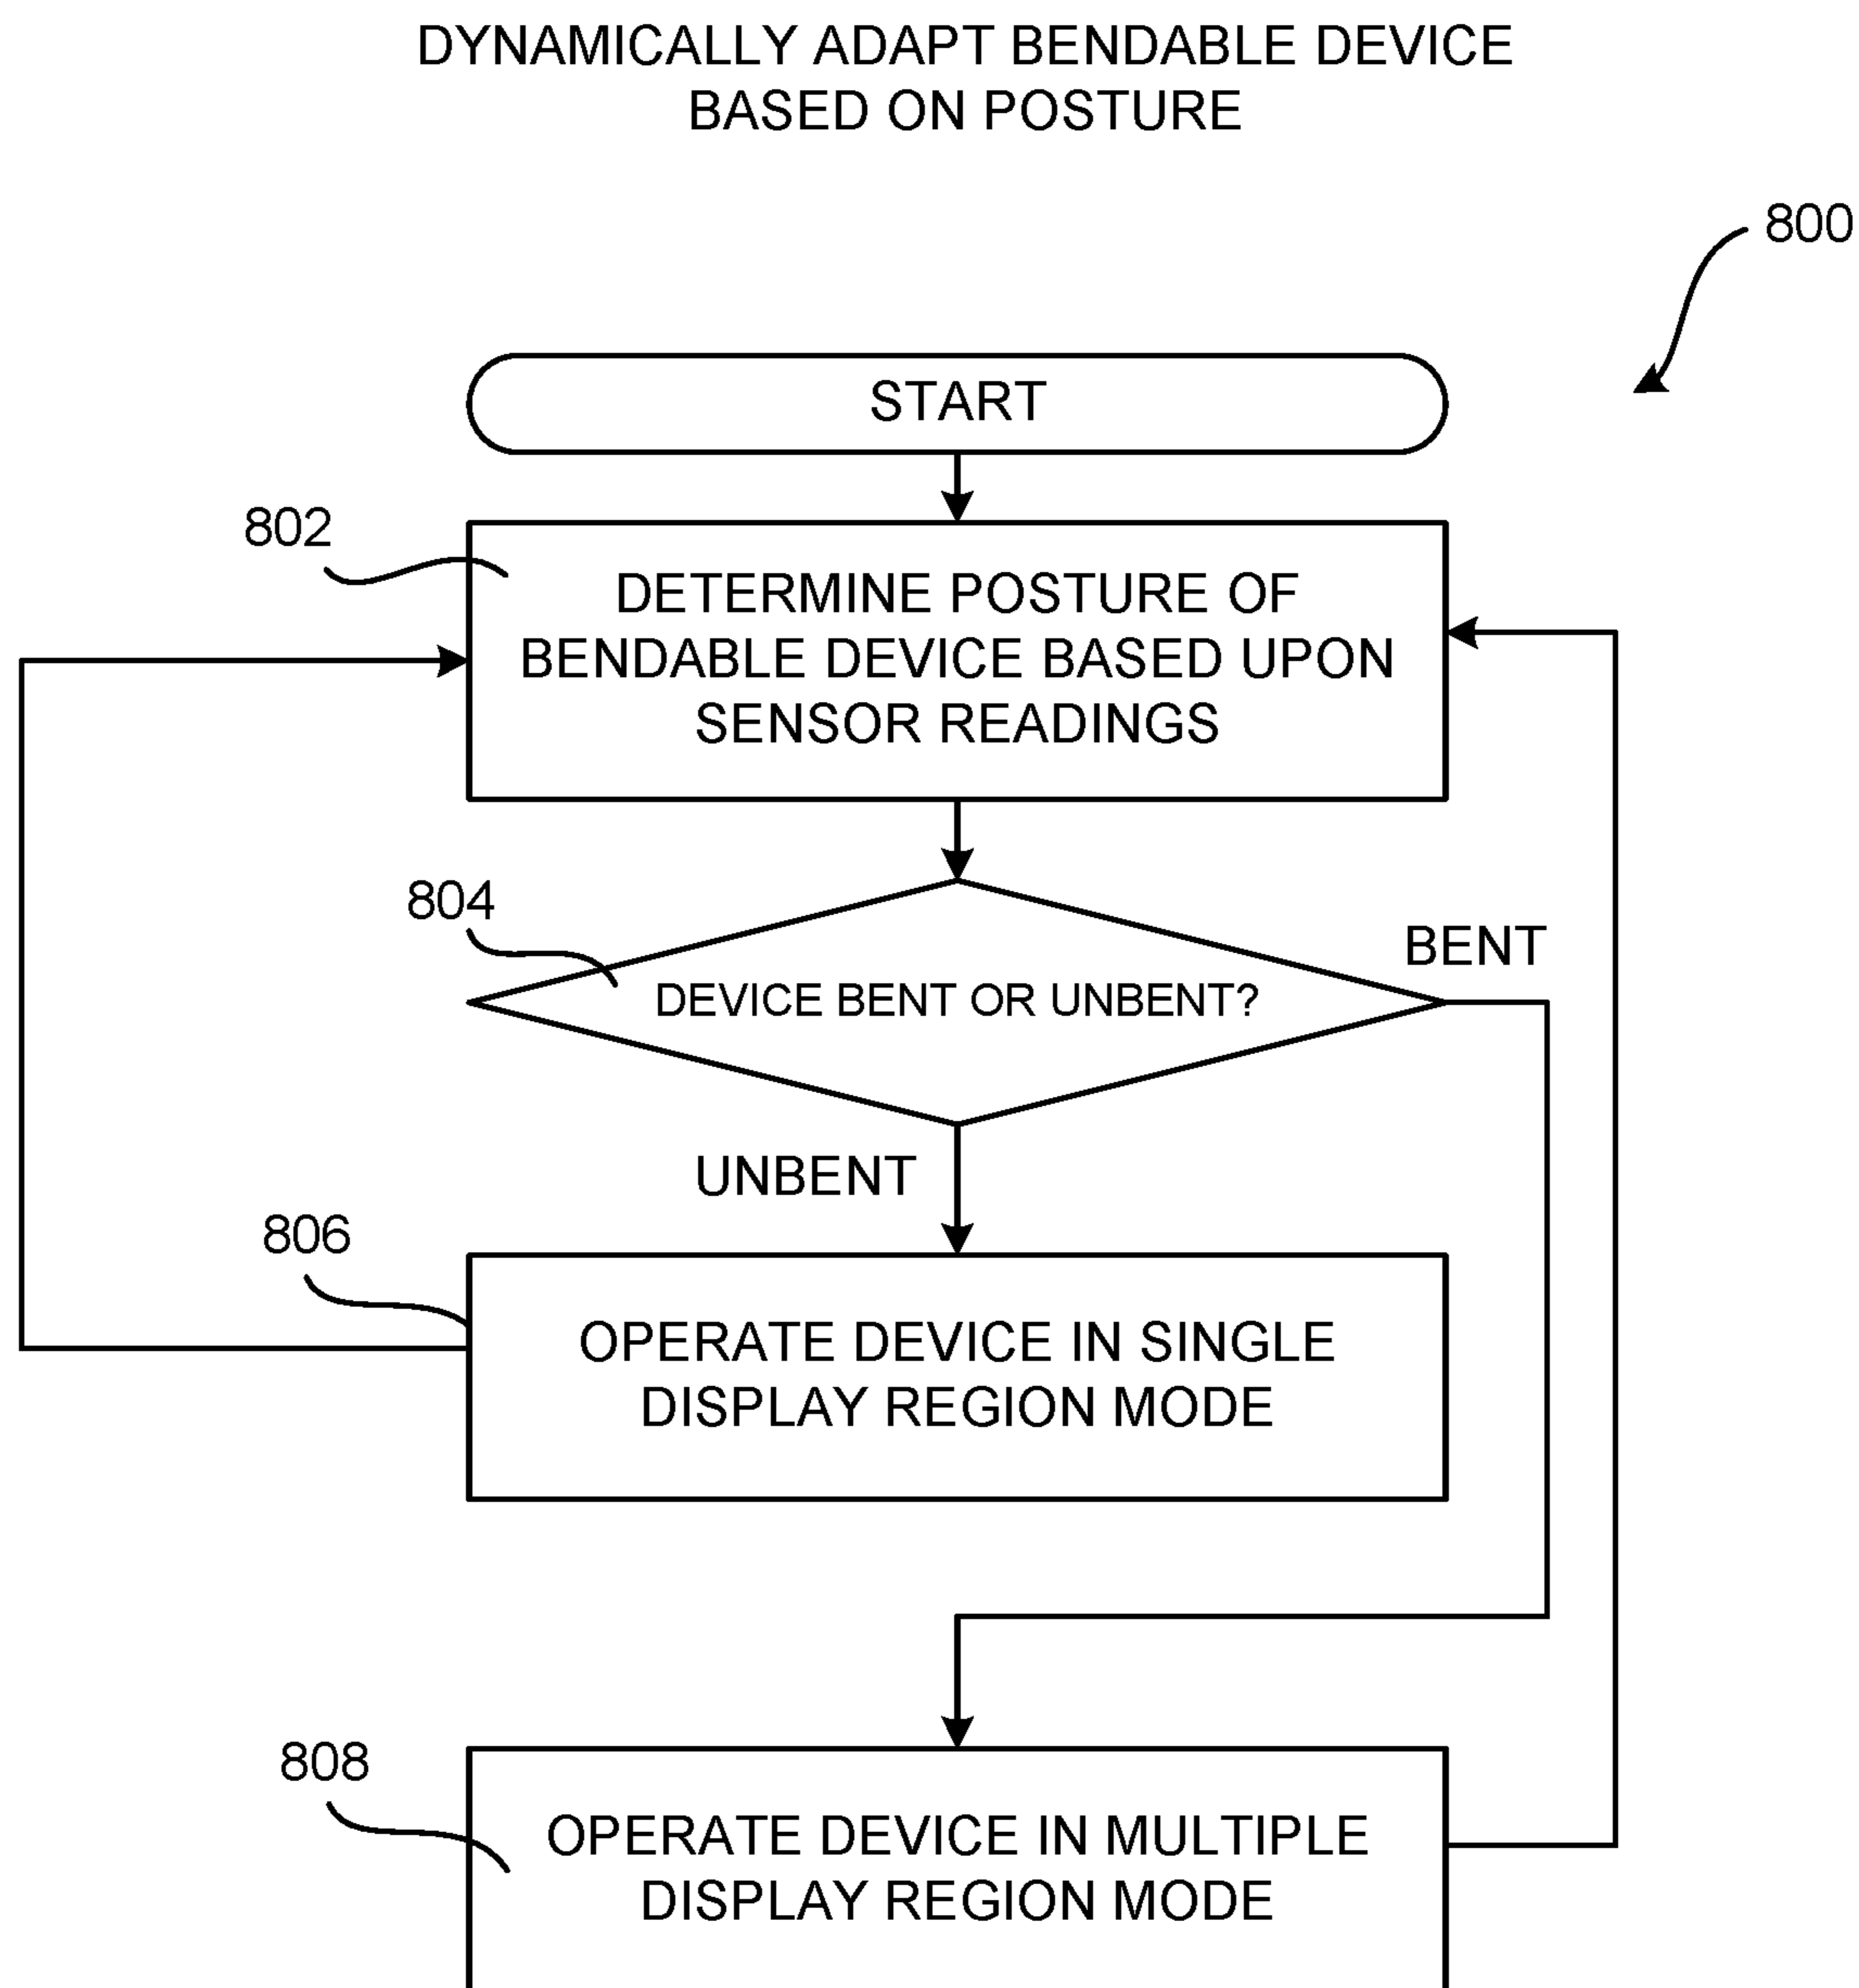 DYNAMICALLY ADAPT BENDABLE DEVICE
BASED ON POSTURE
800
START
802
DETERMINE POSTURE OF
BENDABLE DEVICE BASED UPON
SENSOR READINGS
804
BENT
DEVICE BENT OR UNBENT?
UNBENT
806
OPERATE DEVICE IN SINGLE
DISPLAY REGION MODE
808
OPERATE DEVICE IN MULTIPLE
DISPLAY REGION MODE